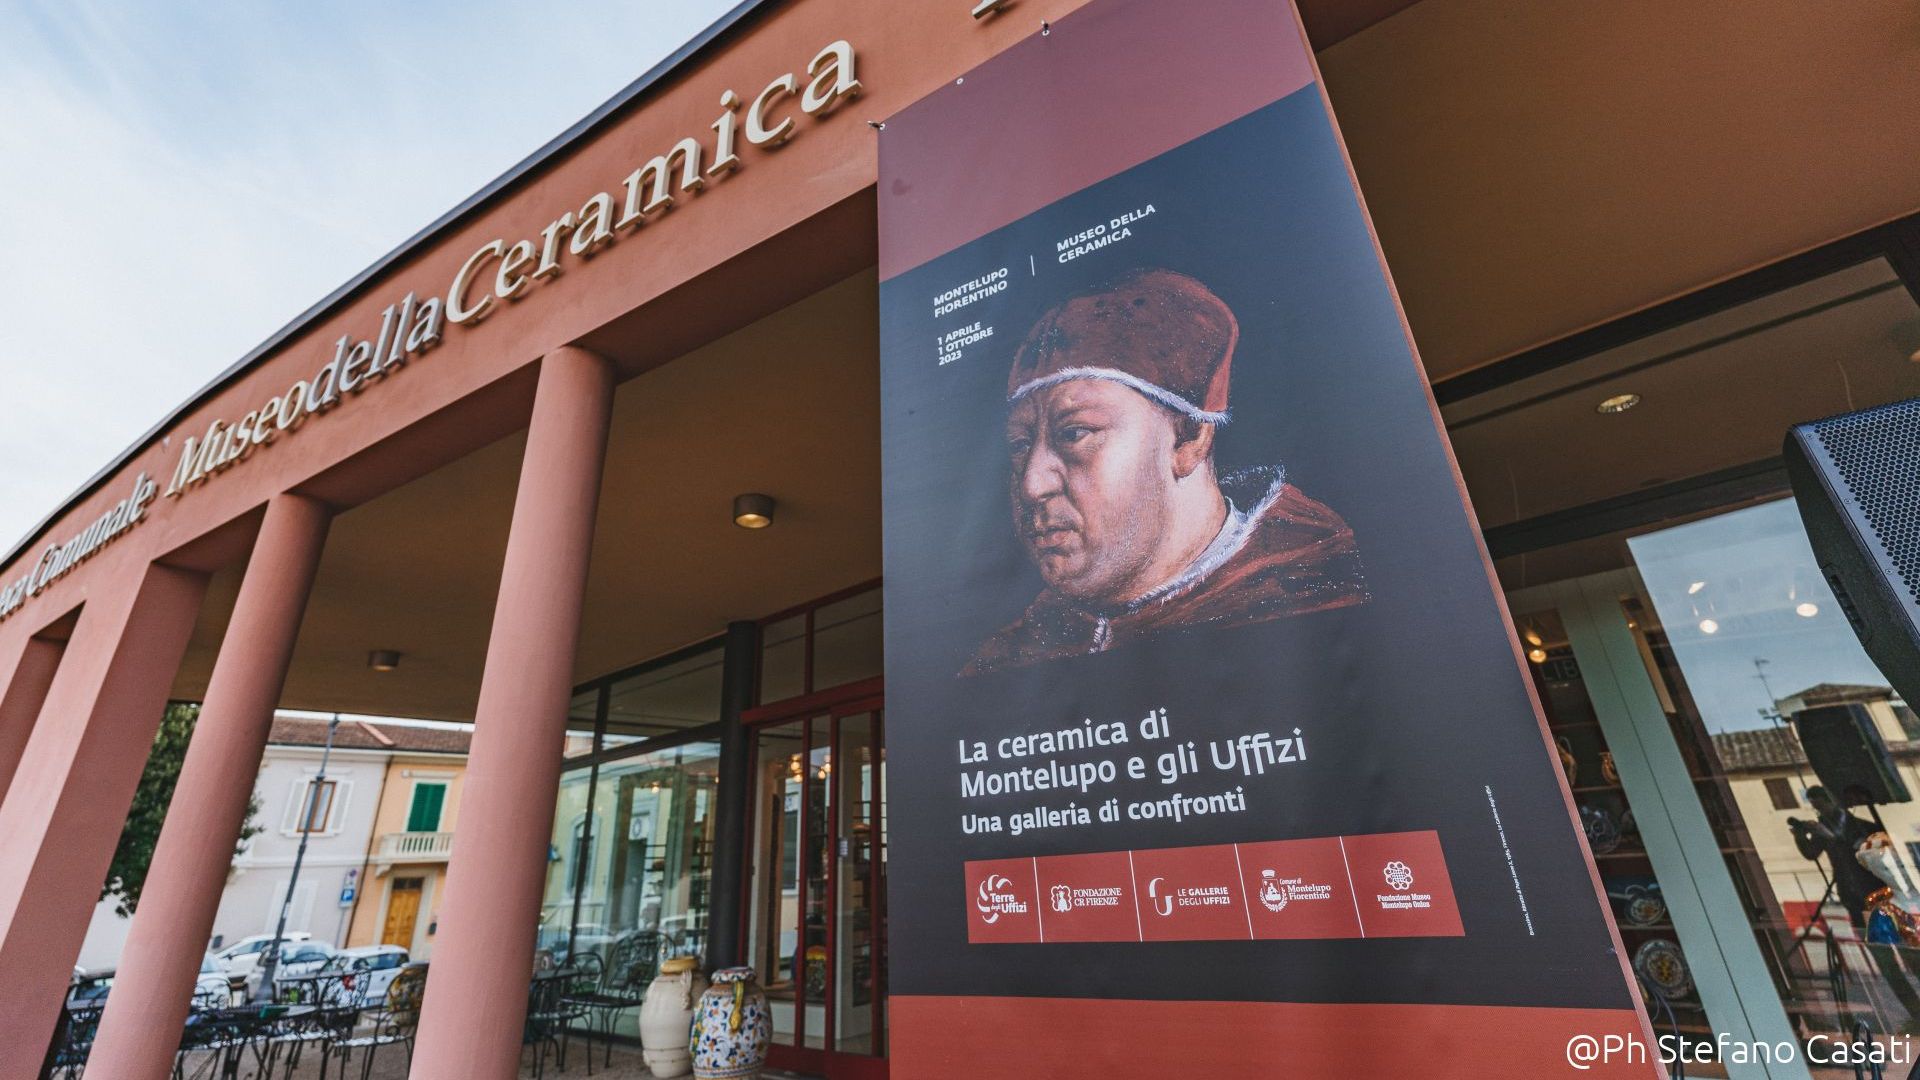 Comunale MuseodellaCeramica
MONTELUPO
FIORENTINO
MUSEO DELLA
CERAMICA
1 APRILE
1 OTTOBRE
2023
La ceramica di
Montelupo e gli Uffizi
Una galleria di confronti
Terre
degli Uffizi
FONDAZIONE
CR FIRENZE
LE GALLERIE
DEGLI UFFIZI
Comune di
Montelupo
Fiorentino
Fondazione Museo
Montelupo Onlus
@Ph Stefano Casati